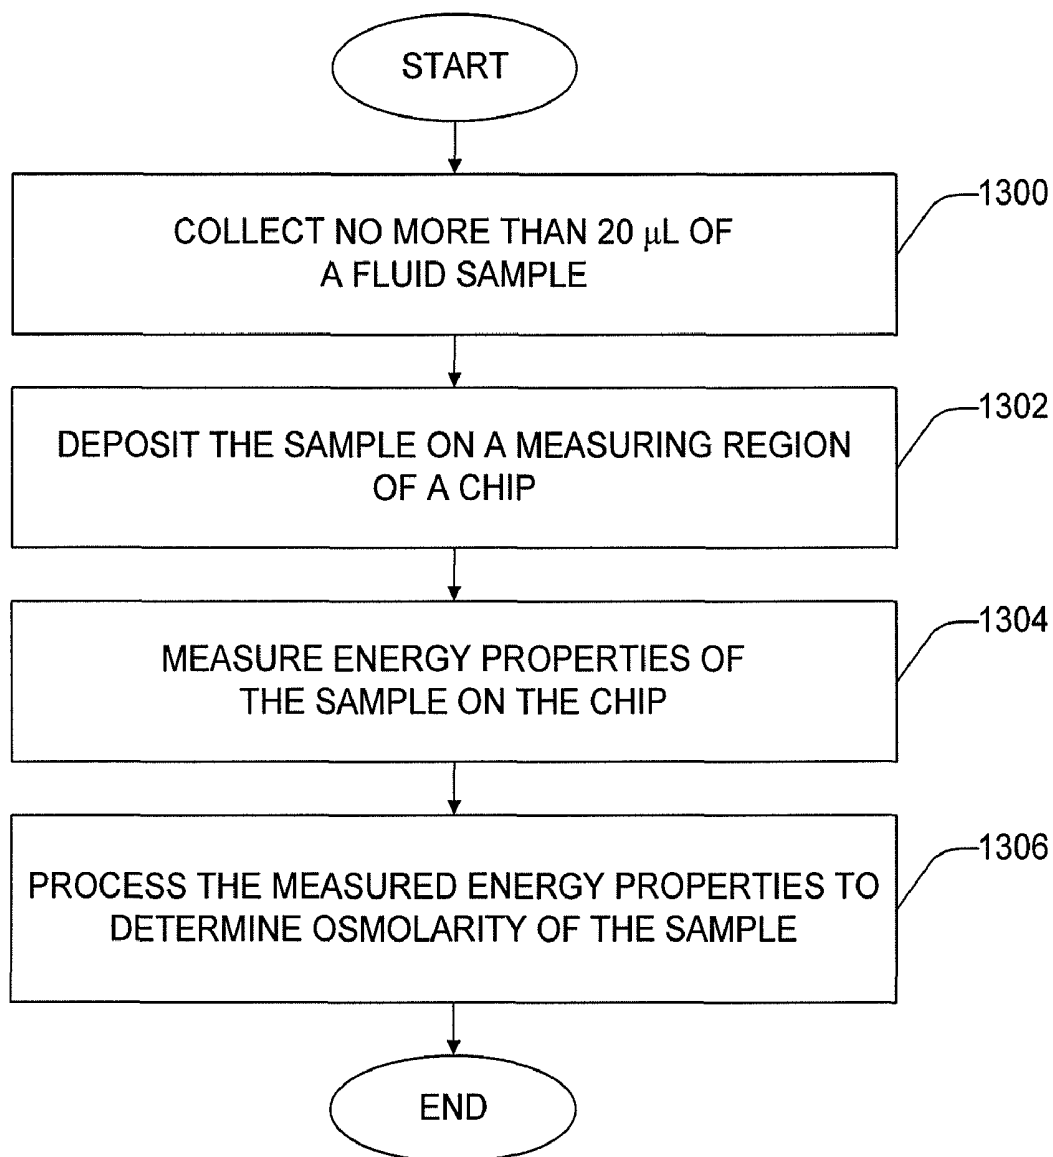 START
1300
COLLECT NO MORE THAN 20 μL OF
A FLUID SAMPLE
1302
DEPOSIT THE SAMPLE ON A MEASURING REGION
OF A CHIP
1304
MEASURE ENERGY PROPERTIES OF
THE SAMPLE ON THE CHIP
1306
PROCESS THE MEASURED ENERGY PROPERTIES TO
DETERMINE OSMOLARITY OF THE SAMPLE
END